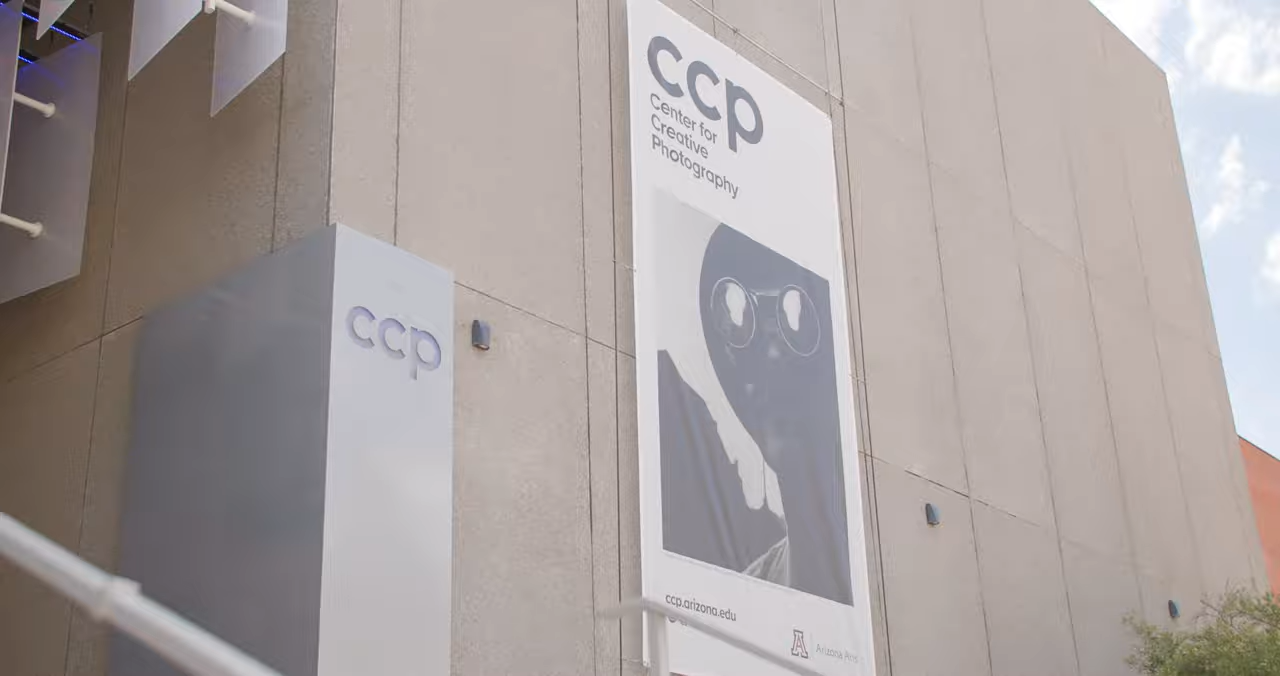 ccp
Center for
Creative
Photography
ccp
ccp.arizona.edu
A
Arizona Arts